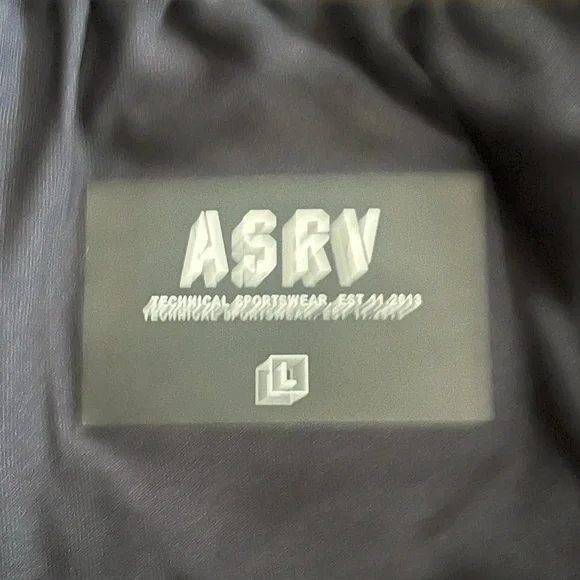 ASRV
TECHNICAL SPORTSWEAR. EST 11.2013
L